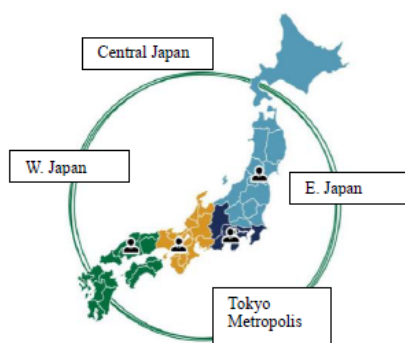 Central Japan
W. Japan
E. Japan
Tokyo
Metropolis